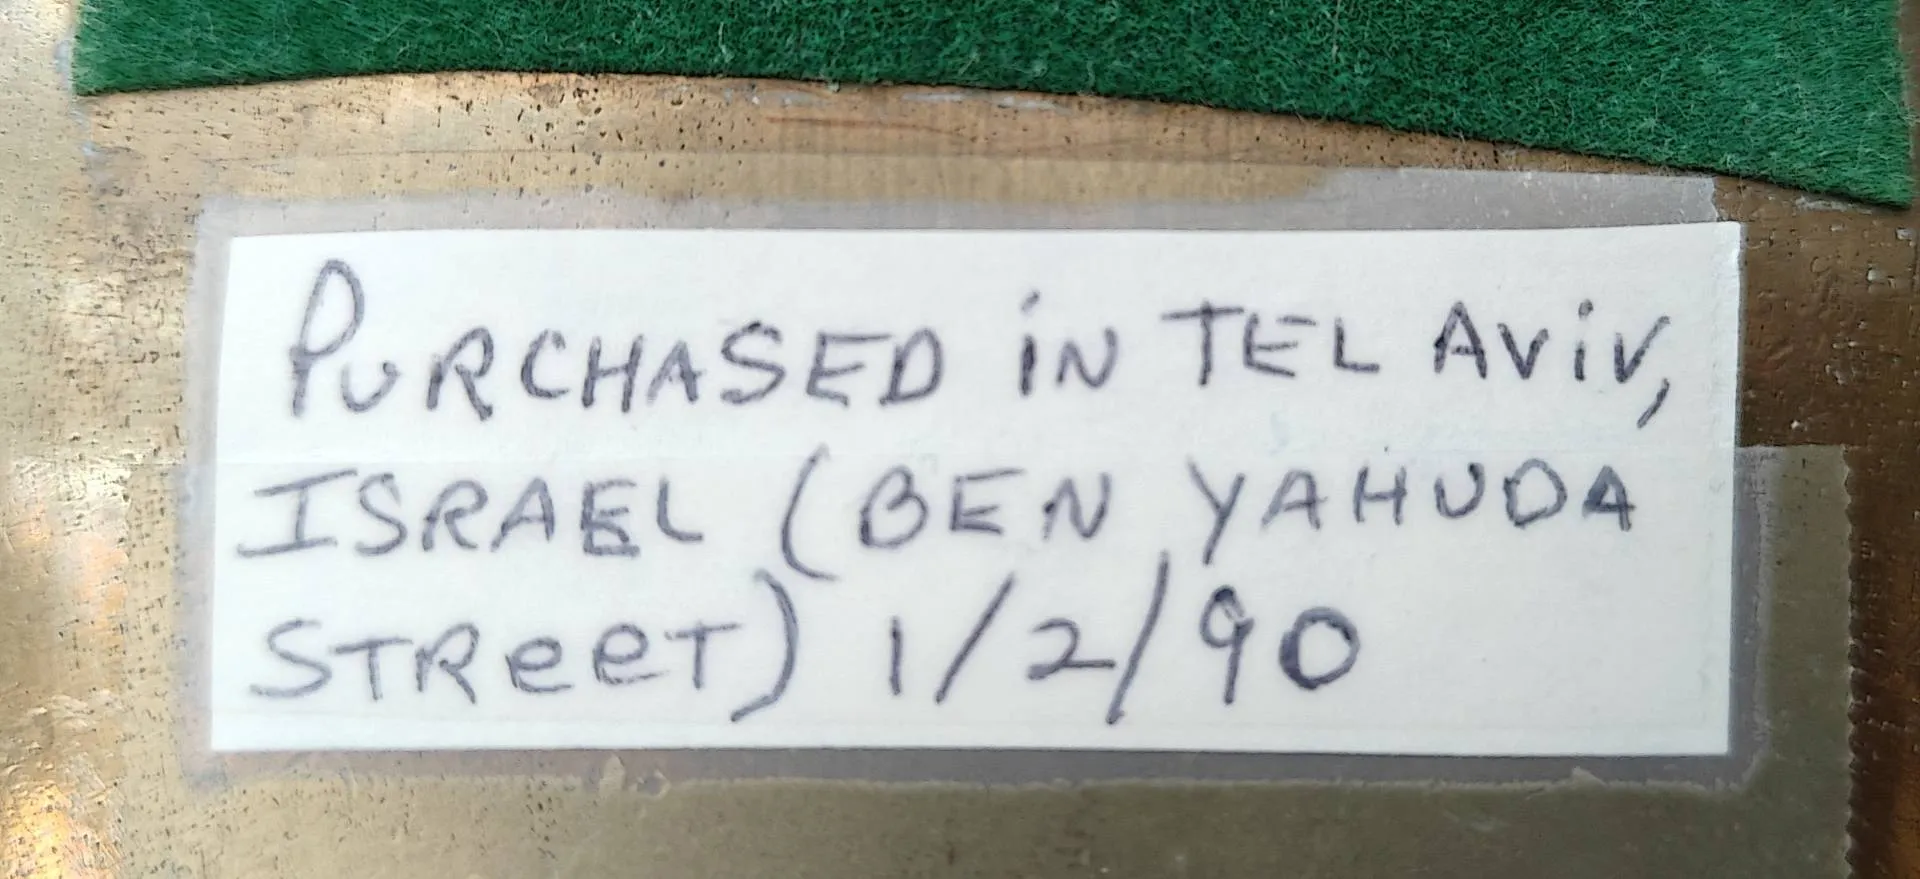 PURCHASED iN TEL AViV,
ISRAEL (BEN YAHUDA
STReeT) 1/2/90